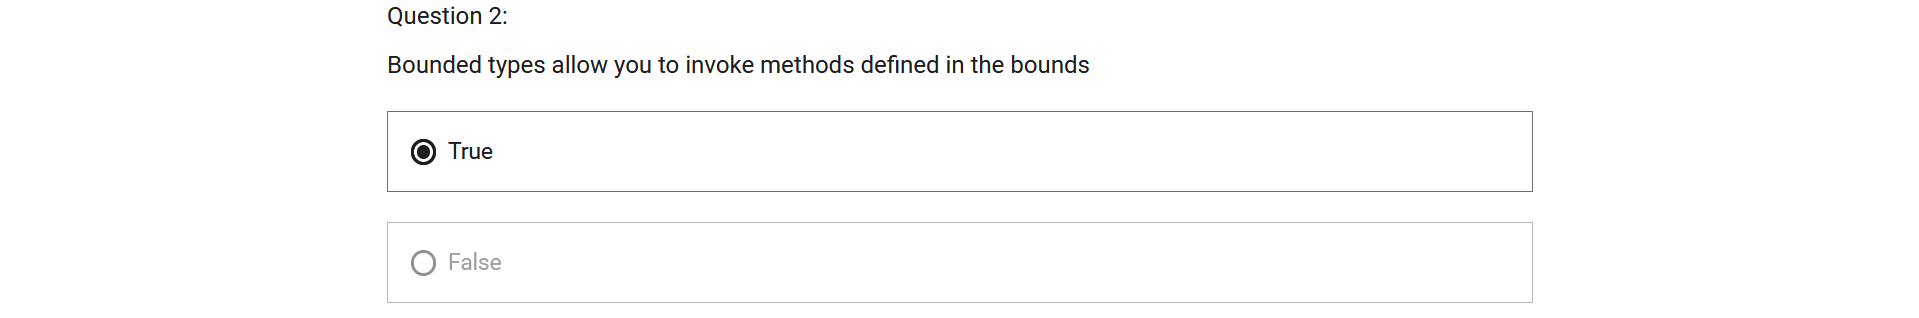 Question 2:
Bounded types allow you to invoke methods defined in the bounds
True
False